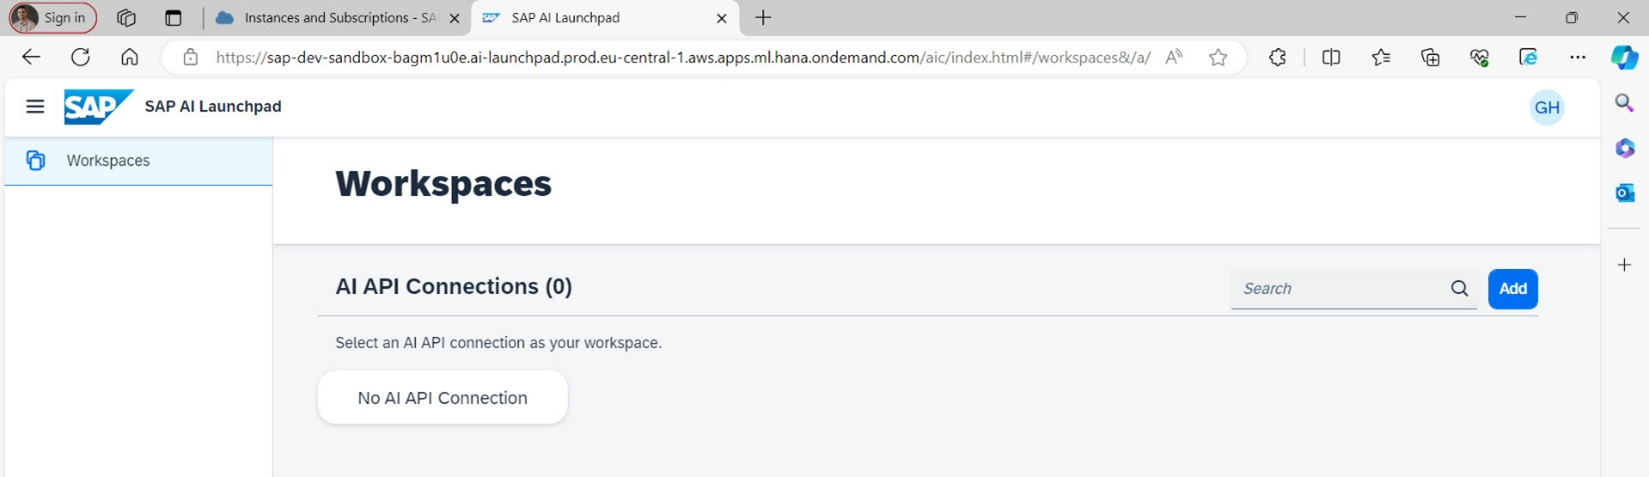 Sign in
Instances and Subscriptions - SA
SAP AI Launchpad
https://sap-dev-sandbox-bagm1u0e.ai-launchpad.prod.eu-central-1.aws.apps.ml.hana.ondemand.com/aic/index.html#/workspaces&/a/
SAP SAP AI Launchpad
GH
Workspaces
Workspaces
AI API Connections (0)
Search
Add
Select an AI API connection as your workspace.
No AI API Connection